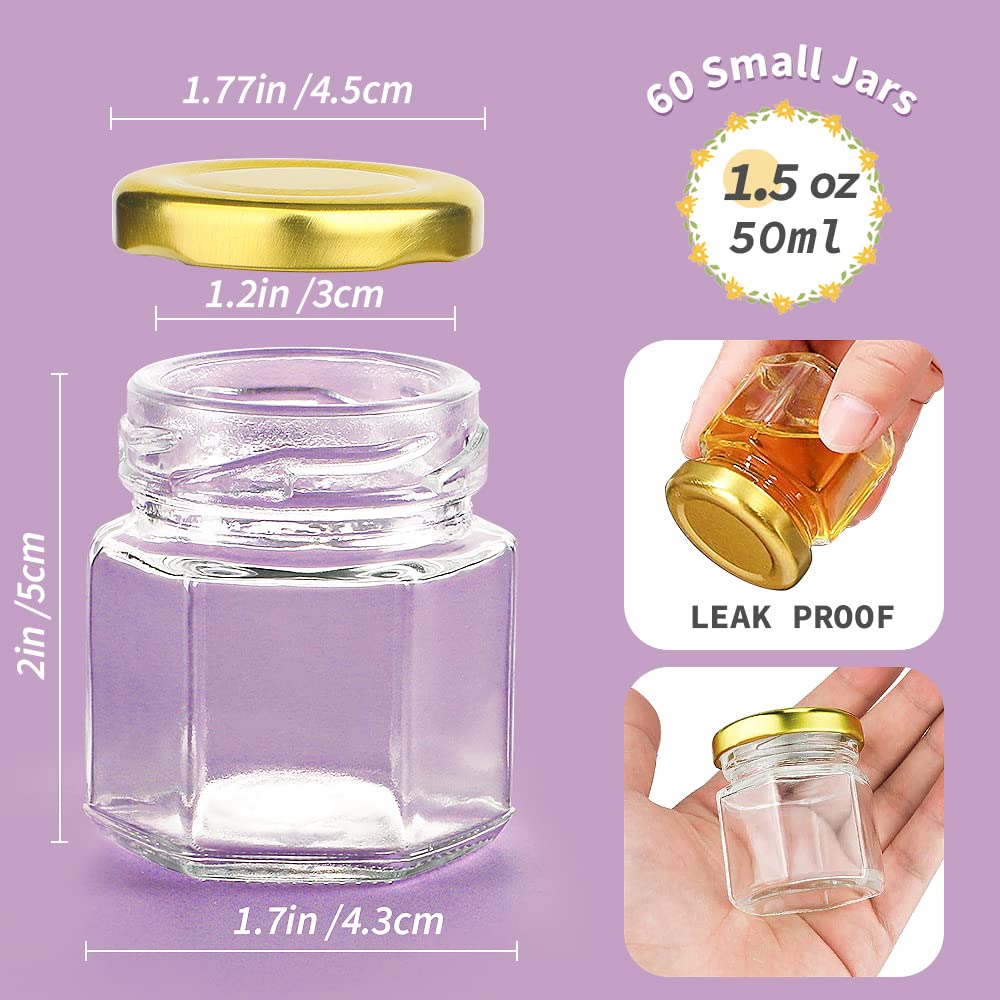 1.77in /4.5cm
60 Small Jars
1.5 oz
50ml
1.2in /3cm
2in /5cm
LEAK PROOF
1.7in /4.3cm